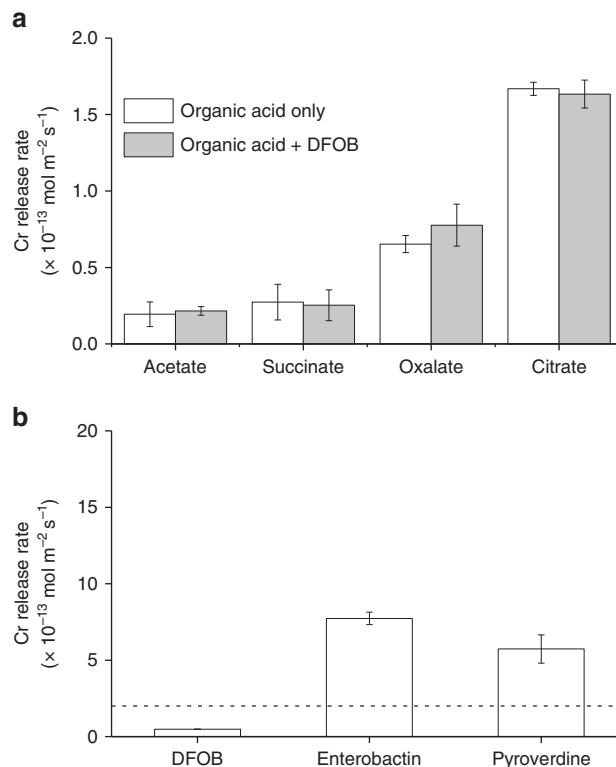 a
Cr release rate
(× 10⁻¹³ mol m⁻² s⁻¹)
2.0
1.5
1.0
0.5
0.0
Organic acid only
Organic acid + DFOB
Acetate Succinate Oxalate Citrate
b
Cr release rate
(× 10⁻¹³ mol m⁻² s⁻¹)
20
15
10
5
0
DFOB Enterobactin Pyroverdine